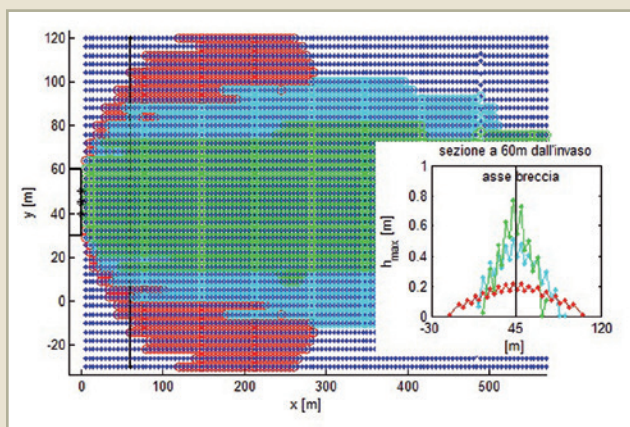 120
100
80
60
40
20
0
-20
y [m]
0 100 200 300 400 500
x [m]
sezione a 60m dall'invaso
asse breccia
1
0.8
0.6
0.4
0.2
0
h_max [m]
-30 45 120
[m]